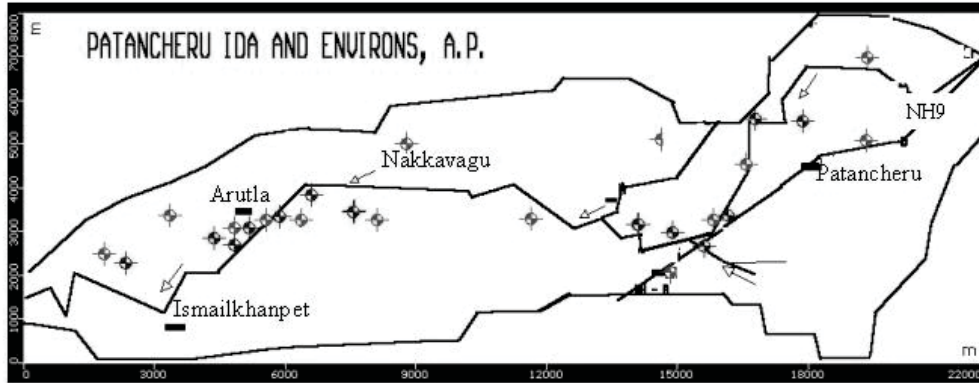 m
PATANCHERU IDA AND ENVIRONS, A.P.
NH9
Nakkavagu
Patancheru
Arutla
Ismailkhanpet
m
0 1000 2000 3000 4000 5000 6000 7000 8000
0 3000 6000 9000 12000 15000 18000 22000